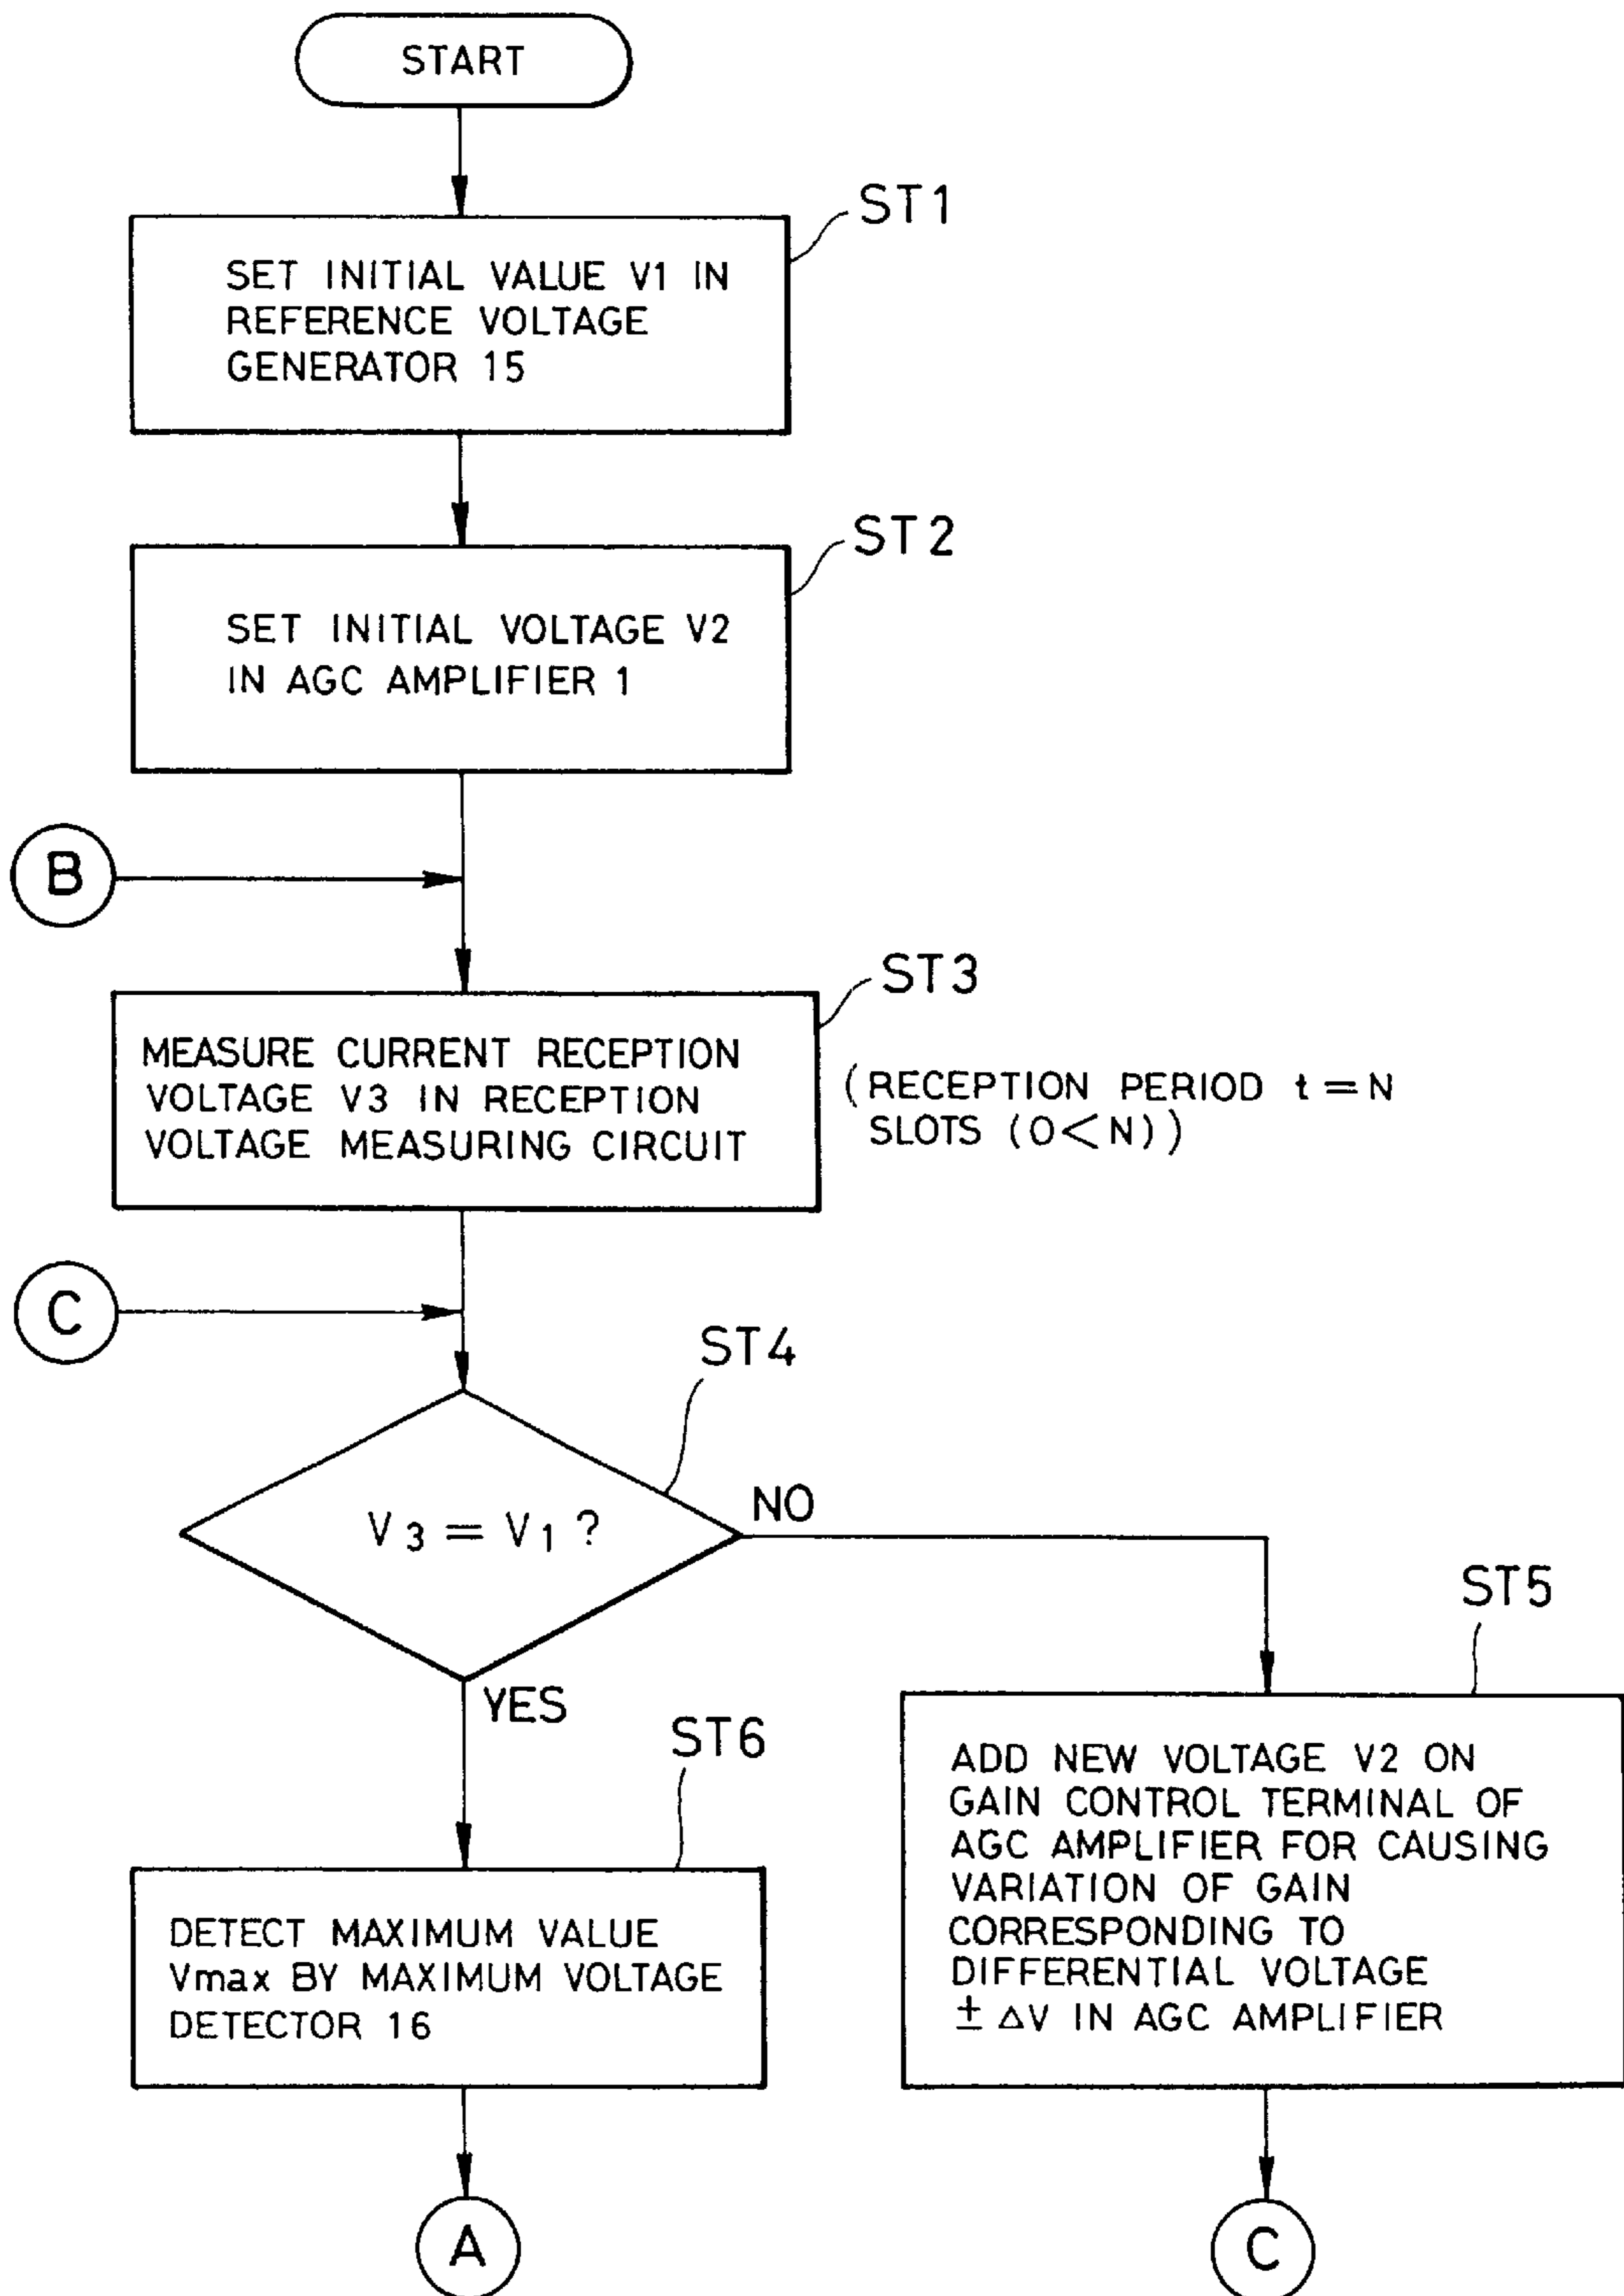 START
ST1
SET INITIAL VALUE V1 IN
REFERENCE VOLTAGE
GENERATOR 15
ST2
SET INITIAL VOLTAGE V2
IN AGC AMPLIFIER 1
B
ST3
MEASURE CURRENT RECEPTION
VOLTAGE V3 IN RECEPTION
VOLTAGE MEASURING CIRCUIT
(RECEPTION PERIOD t=N
SLOTS (0<N))
C
ST4
V3 = V1 ?
NO
YES
ST5
ADD NEW VOLTAGE V2 ON
GAIN CONTROL TERMINAL OF
AGC AMPLIFIER FOR CAUSING
VARIATION OF GAIN
CORRESPONDING TO
DIFFERENTIAL VOLTAGE
± ΔV IN AGC AMPLIFIER
ST6
DETECT MAXIMUM VALUE
Vmax BY MAXIMUM VOLTAGE
DETECTOR 16
A
C